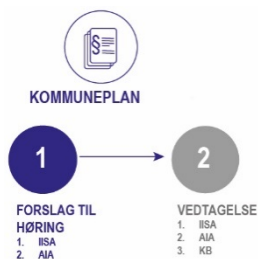 §
KOMMUNEPLAN
1
2
FORSLAG TIL
HØRING
1. IISA
2. AIA
VEDTAGELSE
1. IISA
2. AIA
3. KB